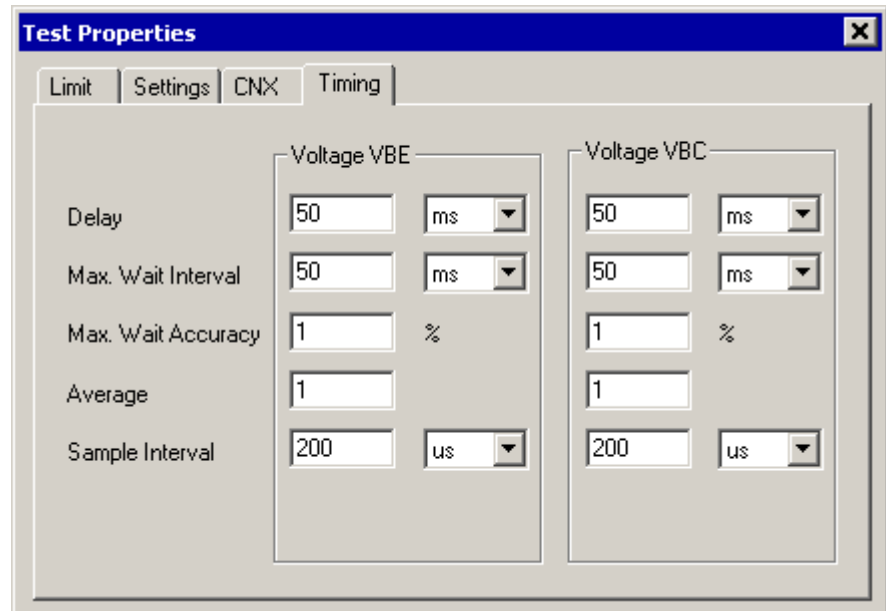 Test Properties
Limit Settings CNX Timing
Voltage VBE Voltage VBC
Delay 50 ms 50 ms
Max. Wait Interval 50 ms 50 ms
Max. Wait Accuracy 1 % 1 %
Average 1 1
Sample Interval 200 us 200 us